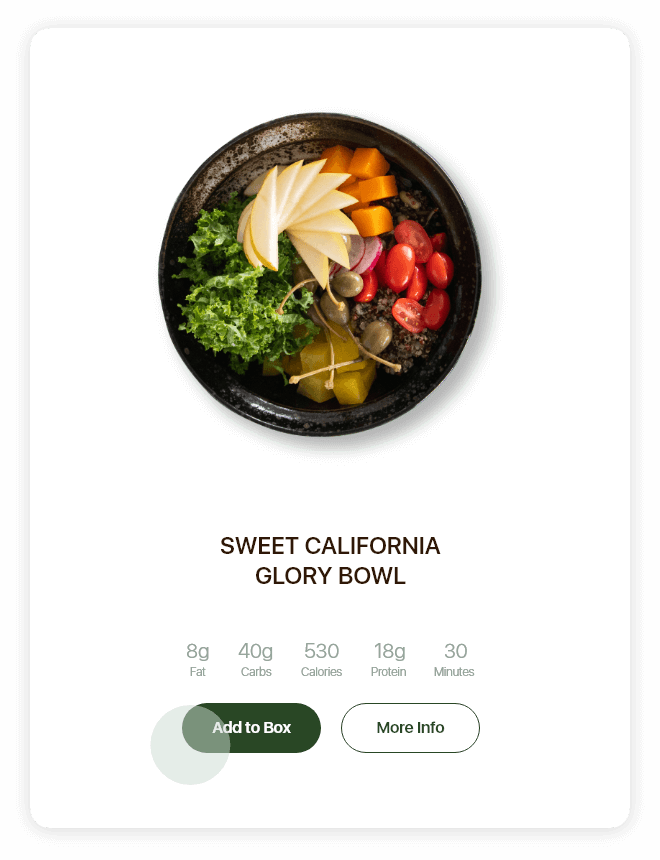 SWEET CALIFORNIA
GLORY BOWL
8g 40g 530 18g 30
Fat Carbs Calories Protein Minutes
Add to Box More Info